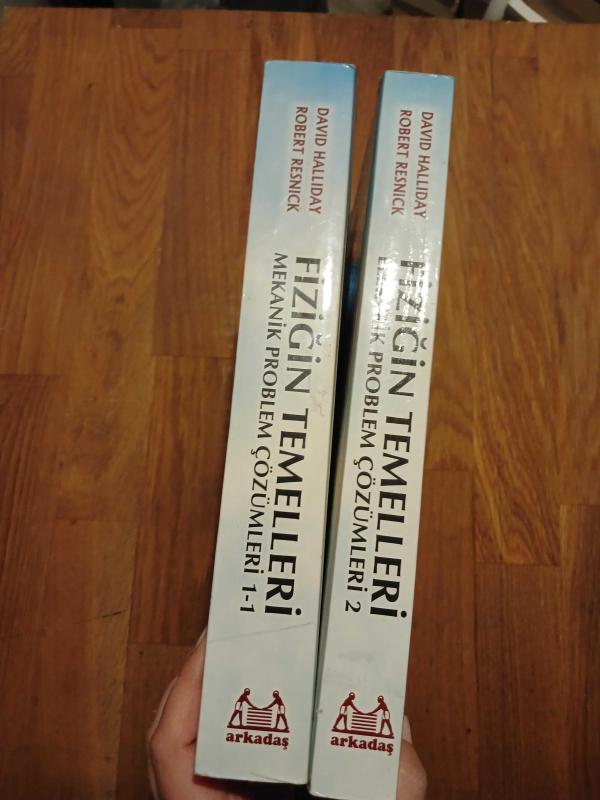 DAVID HALLIDAY
ROBERT RESNICK
FİZİĞİN TEMELLERİ
MEKANİK PROBLEM ÇÖZÜMLERİ 1-1
arkadaş
DAVID HALLIDAY
ROBERT RESNICK
FİZİĞİN TEMELLERİ
PROBLEM ÇÖZÜMLERİ 2
arkadaş